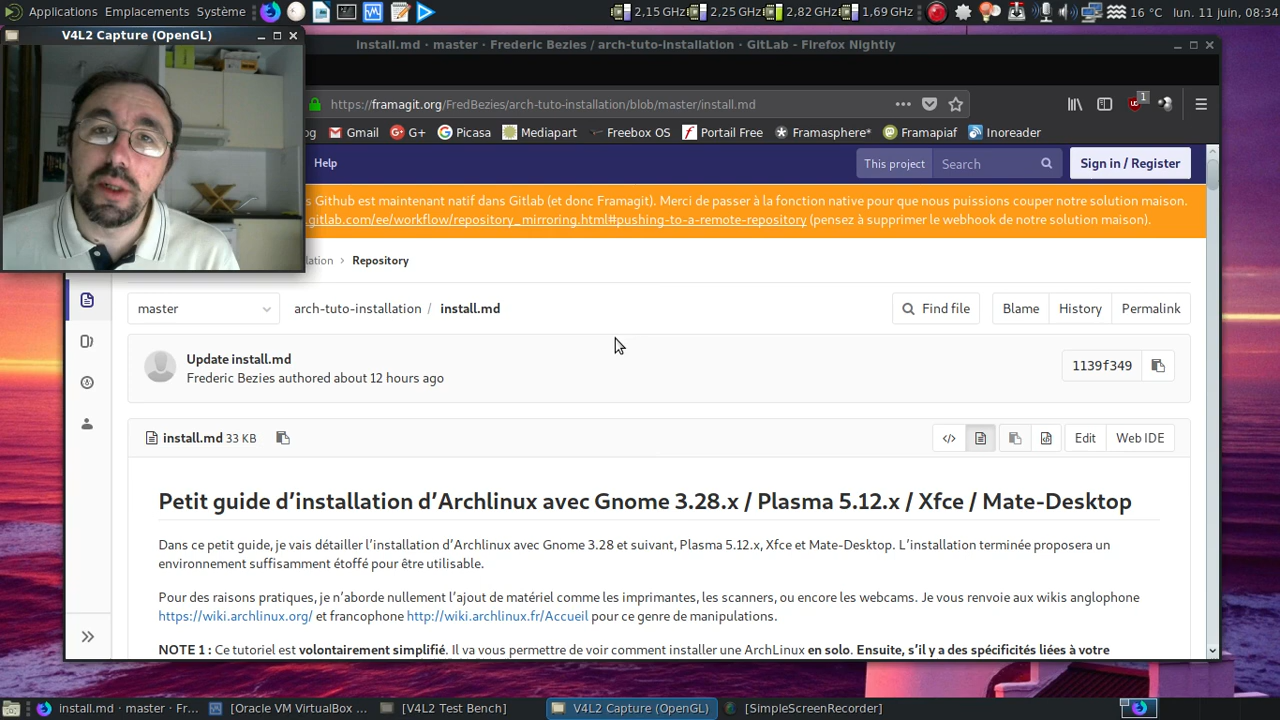 Applications Emplacements Système 2,15 GHz 2,25 GHz 2,82 GHz 1,69 GHz 16 °C lun. 11 juin, 08:34
V4L2 Capture (OpenGL)
install.md · master · Frederic Bezies / arch-tuto-installation · GitLab - Firefox Nightly
https://framagit.org/FredBezies/arch-tuto-installation/blob/master/install.md
1
og Gmail G+ Picasa Mediapart Freebox OS Portail Free Framasphere* Framapiaf Inoreader
Help This project Search Sign in / Register
s Github est maintenant natif dans Gitlab (et donc Framagit). Merci de passer à la fonction native pour que nous puissions couper notre solution maison.
.gitlab.com/ee/workflow/repository_mirroring.html#pushing-to-a-remote-repository (pensez à supprimer le webhook de notre solution maison).
lation › Repository
master arch-tuto-installation / install.md Find file Blame History Permalink
Update install.md
Frederic Bezies authored about 12 hours ago
1139f349
install.md 33 KB Edit Web IDE
Petit guide d’installation d’Archlinux avec Gnome 3.28.x / Plasma 5.12.x / Xfce / Mate-Desktop
Dans ce petit guide, je vais détailler l’installation d’Archlinux avec Gnome 3.28 et suivant, Plasma 5.12.x, Xfce et Mate-Desktop. L’installation terminée proposera un
environnement suffisamment étoffé pour être utilisable.
Pour des raisons pratiques, je n’aborde nullement l’ajout de matériel comme les imprimantes, les scanners, ou encore les webcams. Je vous renvoie aux wikis anglophone
https://wiki.archlinux.org/ et francophone http://wiki.archlinux.fr/Accueil pour ce genre de manipulations.
NOTE 1 : Ce tutoriel est volontairement simplifié. Il va vous permettre de voir comment installer une ArchLinux en solo. Ensuite, s’il y a des spécificités liées à votre
install.md · master · Fr... [Oracle VM VirtualBox ... [V4L2 Test Bench] V4L2 Capture (OpenGL) [SimpleScreenRecorder]